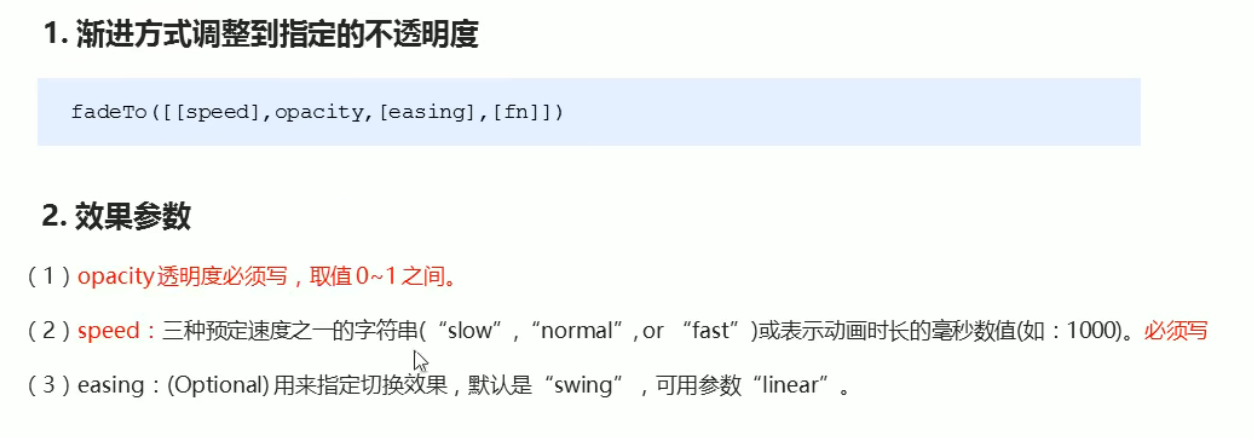 1. 渐进方式调整到指定的不透明度
fadeTo([[speed],opacity,[easing],[fn]])
2. 效果参数
（1）opacity透明度必须写，取值0~1之间。
（2）speed：三种预定速度之一的字符串(“slow”,“normal”, or “fast”)或表示动画时长的毫秒数值(如：1000)。必须写
（3）easing：(Optional) 用来指定切换效果，默认是“swing”，可用参数“linear”。